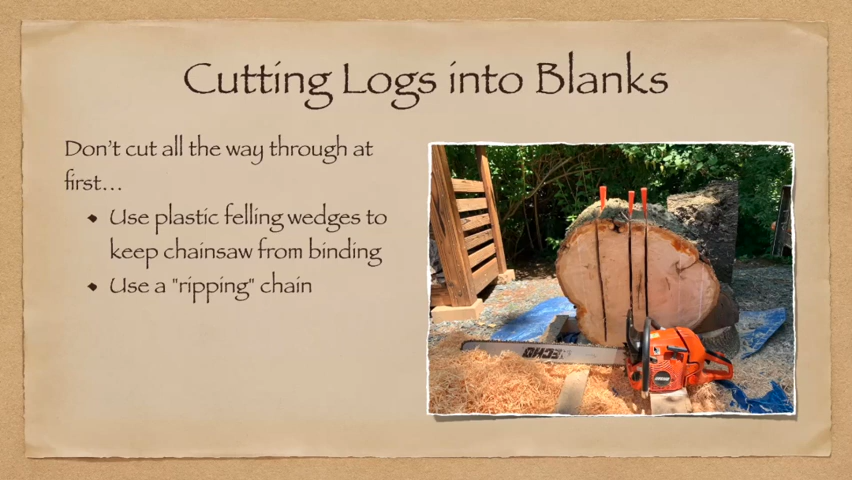 Cutting Logs into Blanks
Don't cut all the way through at
first...
Use plastic felling wedges to
keep chainsaw from binding
Use a "ripping" chain
ECHO